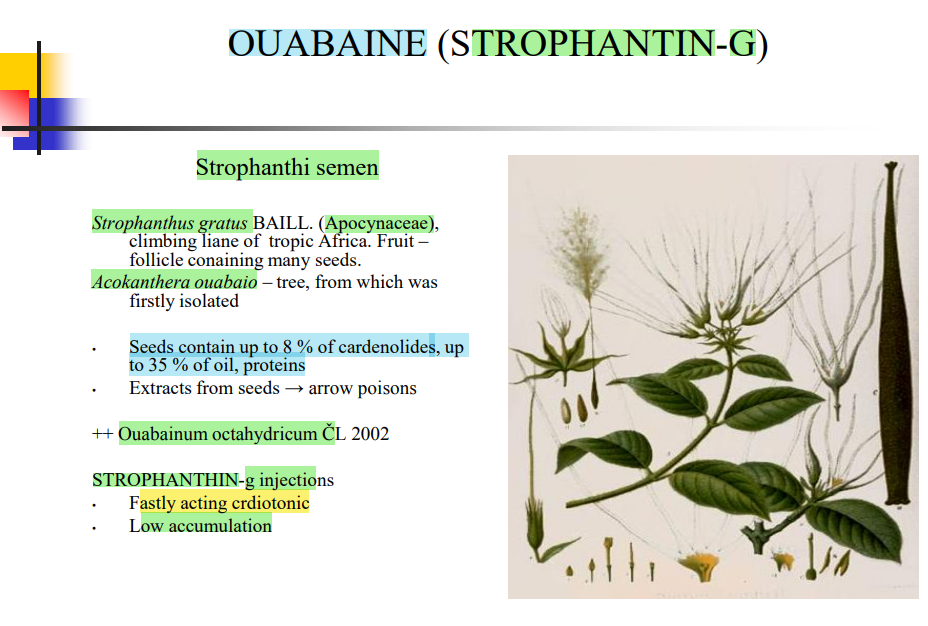 OUABAINE (STROPHANTIN-G)
Strophanthi semen
Strophanthus gratus BAILL. (Apocynaceae),
climbing liane of tropic Africa. Fruit –
follicle conaining many seeds.
Acokanthera ouabaio – tree, from which was
firstly isolated
• Seeds contain up to 8 % of cardenolides, up
to 35 % of oil, proteins
• Extracts from seeds → arrow poisons
++ Ouabainum octahydricum ČL 2002
STROPHANTHIN-g injections
• Fastly acting crdiotonic
• Low accumulation